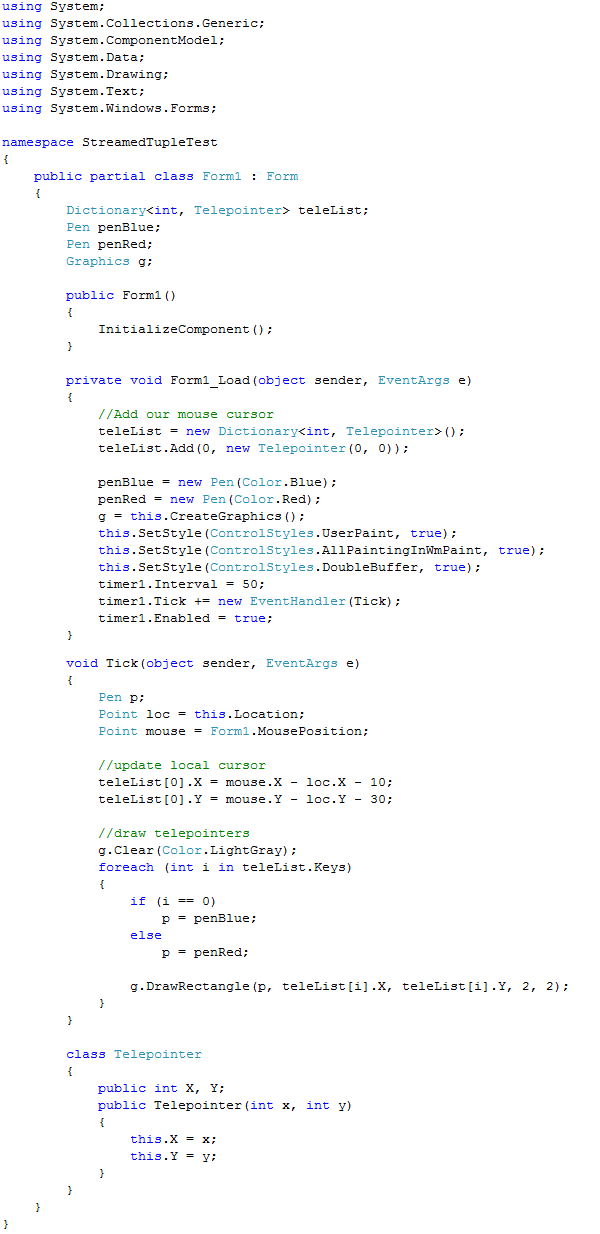 using System;
using System.Collections.Generic;
using System.ComponentModel;
using System.Data;
using System.Drawing;
using System.Text;
using System.Windows.Forms;

namespace StreamedTupleTest
{
    public partial class Form1 : Form
    {
        Dictionary<int, Telepointer> teleList;
        Pen penBlue;
        Pen penRed;
        Graphics g;

        public Form1()
        {
            InitializeComponent();
        }

        private void Form1_Load(object sender, EventArgs e)
        {
            //Add our mouse cursor
            teleList = new Dictionary<int, Telepointer>();
            teleList.Add(0, new Telepointer(0, 0));

            penBlue = new Pen(Color.Blue);
            penRed = new Pen(Color.Red);
            g = this.CreateGraphics();
            this.SetStyle(ControlStyles.UserPaint, true);
            this.SetStyle(ControlStyles.AllPaintingInWmPaint, true);
            this.SetStyle(ControlStyles.DoubleBuffer, true);
            timer1.Interval = 50;
            timer1.Tick += new EventHandler(Tick);
            timer1.Enabled = true;
        }

        void Tick(object sender, EventArgs e)
        {
            Pen p;
            Point loc = this.Location;
            Point mouse = Form1.MousePosition;

            //update local cursor
            teleList[0].X = mouse.X - loc.X - 10;
            teleList[0].Y = mouse.Y - loc.Y - 30;

            //draw telepointers
            g.Clear(Color.LightGray);
            foreach (int i in teleList.Keys)
            {
                if (i == 0)
                    p = penBlue;
                else
                    p = penRed;

                g.DrawRectangle(p, teleList[i].X, teleList[i].Y, 2, 2);
            }
        }

        class Telepointer
        {
            public int X, Y;
            public Telepointer(int x, int y)
            {
                this.X = x;
                this.Y = y;
            }
        }
    }
}